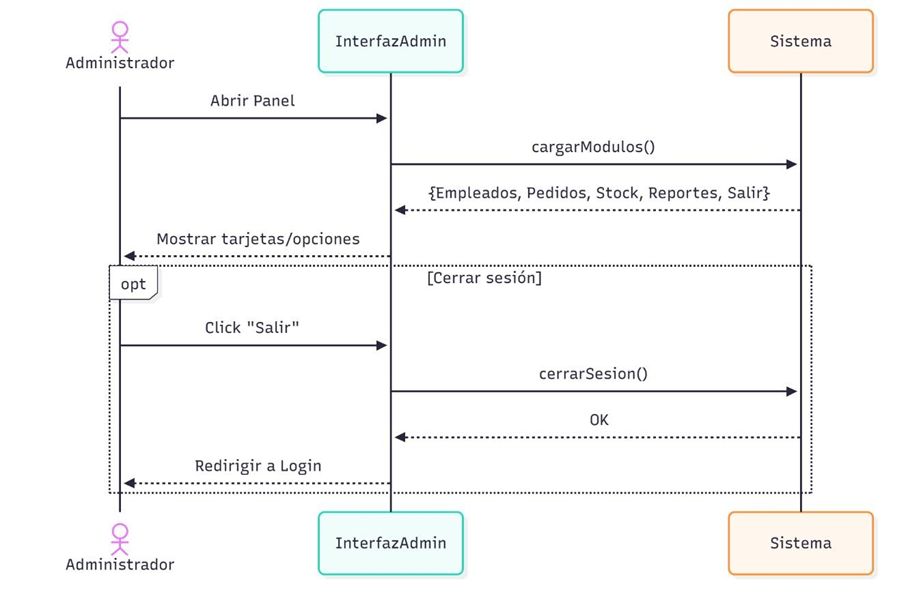 Administrador
InterfazAdmin
Sistema
Abrir Panel
cargarModulos()
{Empleados, Pedidos, Stock, Reportes, Salir}
Mostrar tarjetas/opciones
opt
[Cerrar sesión]
Click "Salir"
cerrarSesion()
OK
Redirigir a Login
Administrador
InterfazAdmin
Sistema